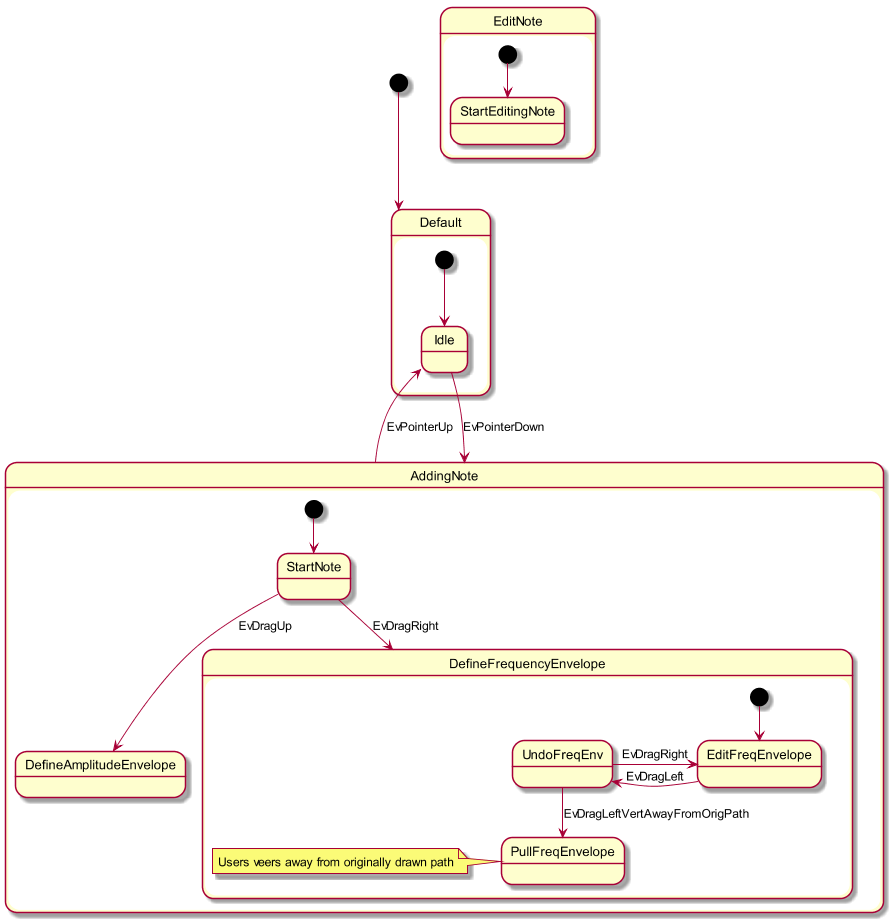 EditNote
StartEditingNote
Default
Idle
EvPointerUp
EvPointerDown
AddingNote
StartNote
EvDragUp
EvDragRight
DefineFrequencyEnvelope
DefineAmplitudeEnvelope
UndoFreqEnv
EvDragRight
EvDragLeft
EditFreqEnvelope
EvDragLeftVertAwayFromOrigPath
PullFreqEnvelope
Users veers away from originally drawn path